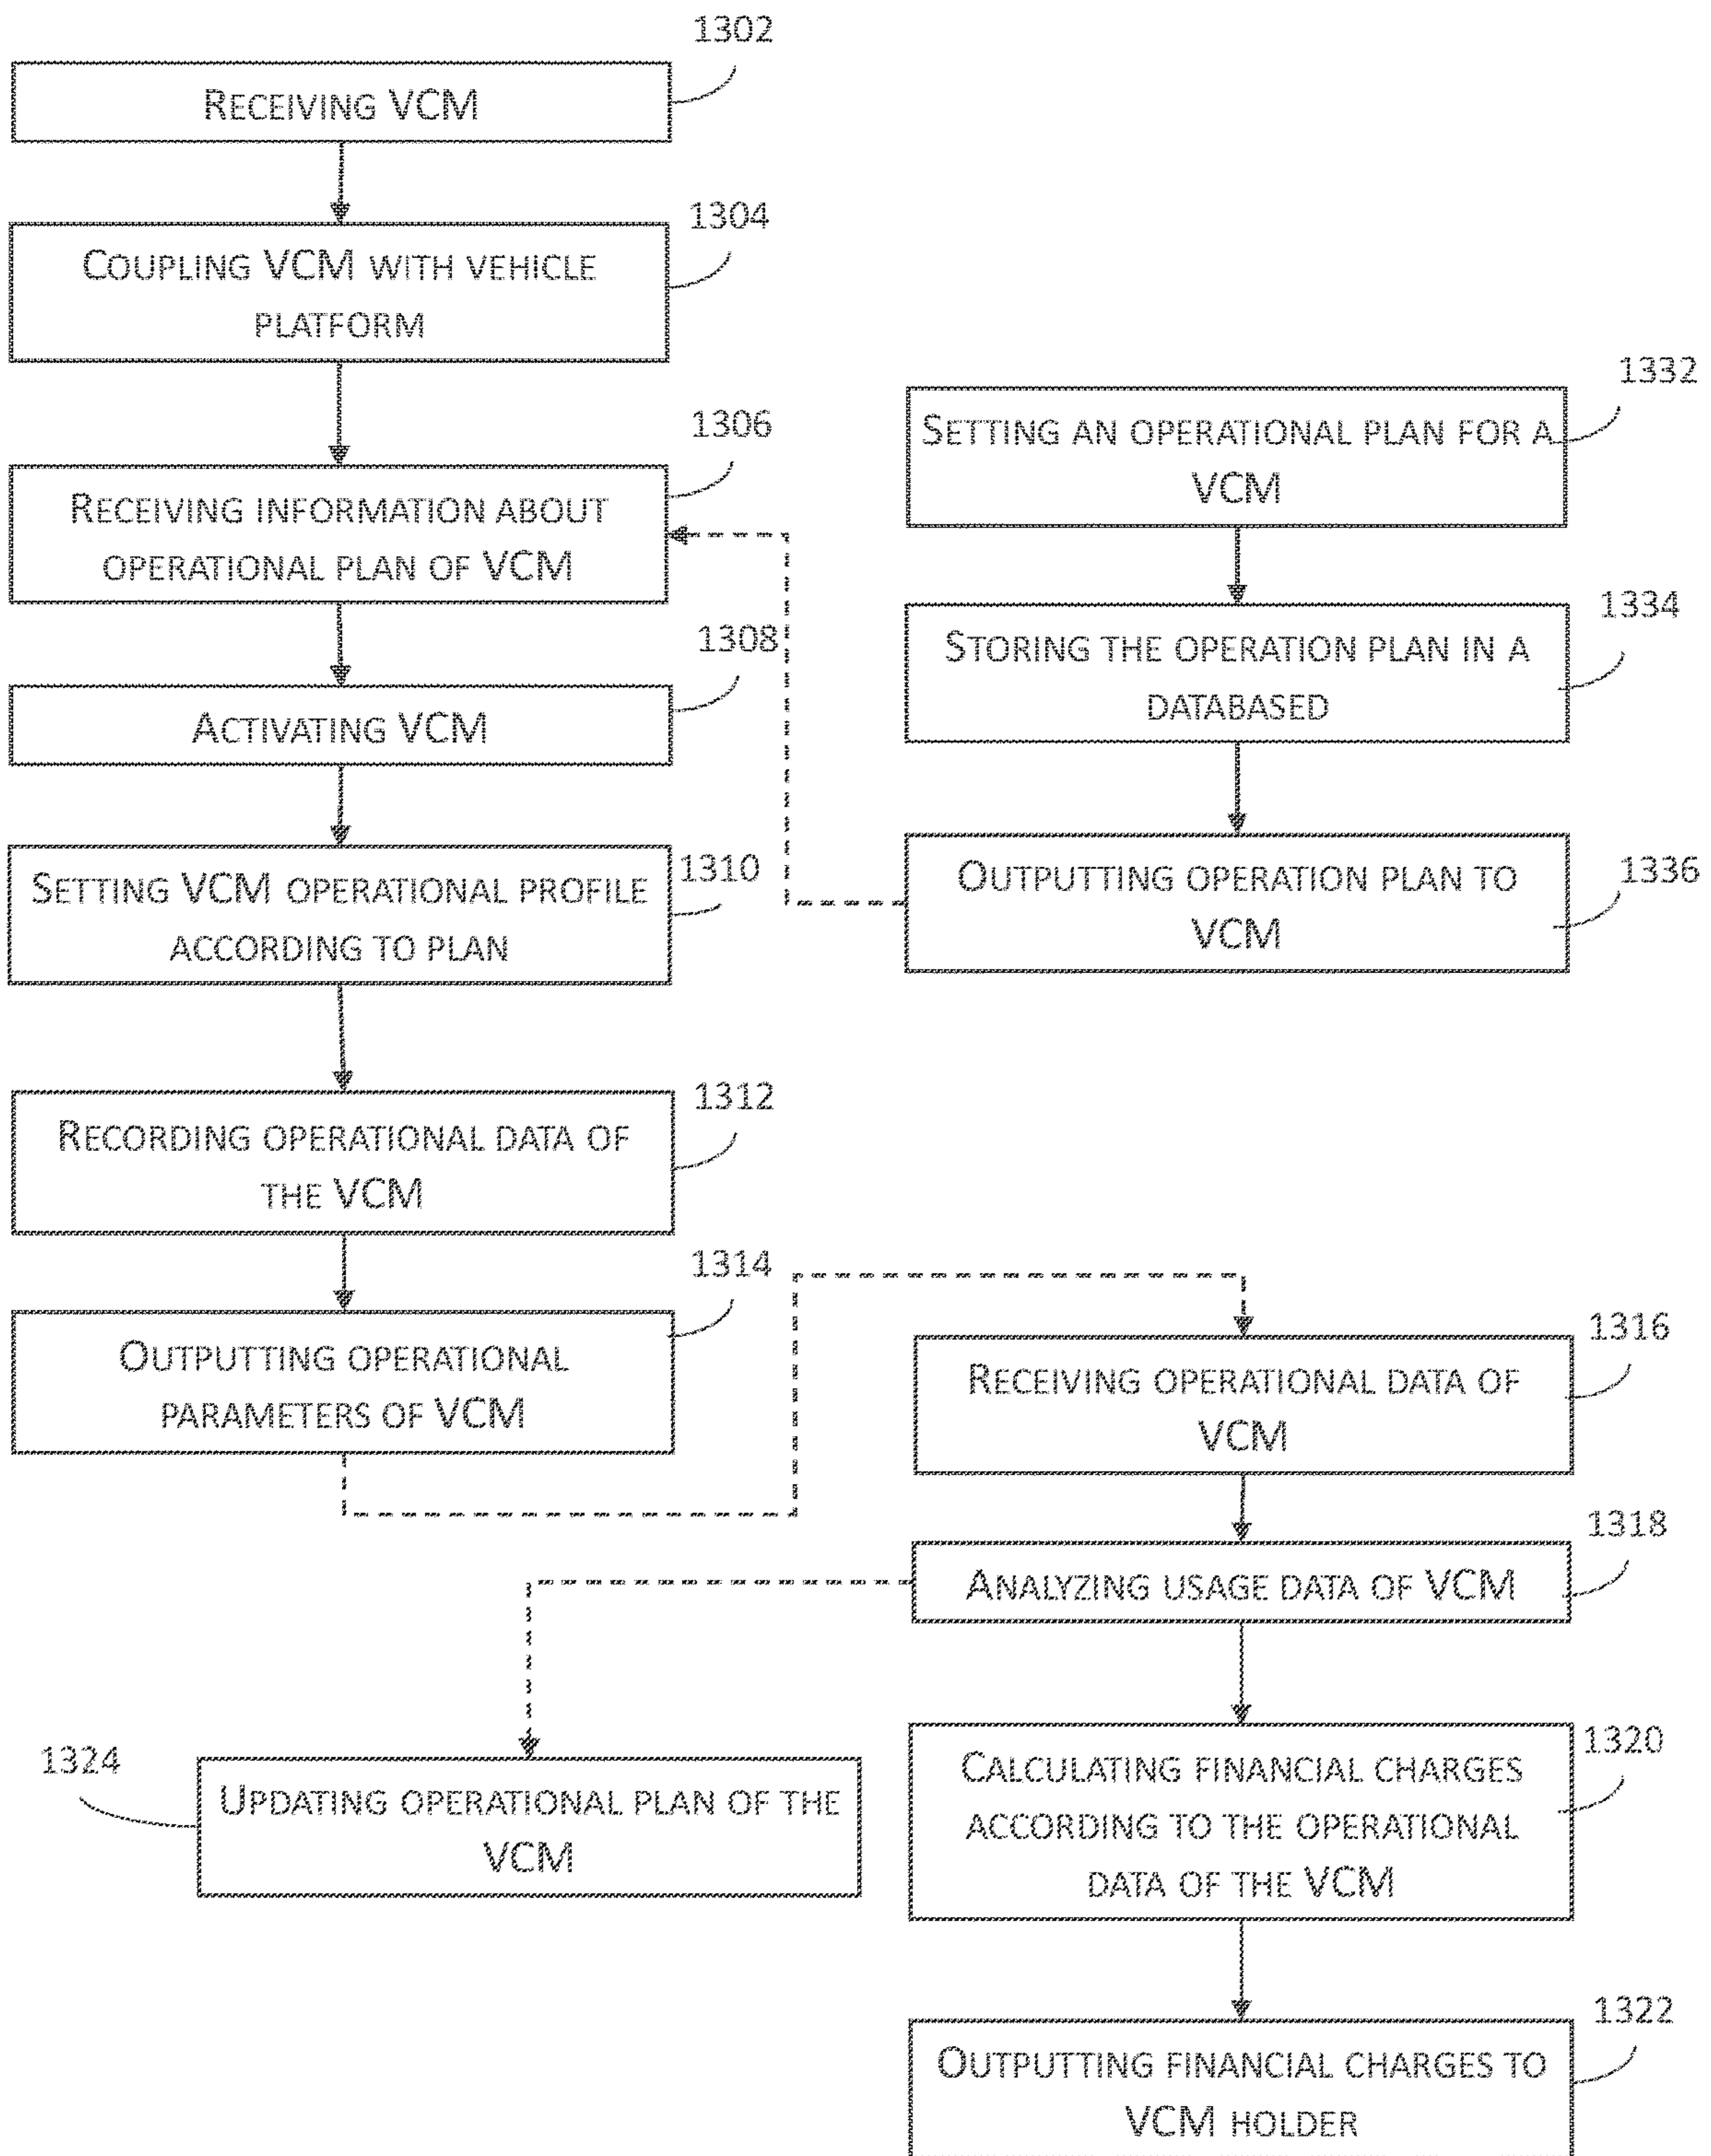 1302
RECEIVING VCM
1304
COUPLING VCM WITH VEHICLE
PLATFORM
1306
RECEIVING INFORMATION ABOUT
OPERATIONAL PLAN OF VCM
1308
ACTIVATING VCM
1310
SETTING VCM OPERATIONAL PROFILE
ACCORDING TO PLAN
1312
RECORDING OPERATIONAL DATA OF
THE VCM
1314
OUTPUTTING OPERATIONAL
PARAMETERS OF VCM
1332
SETTING AN OPERATIONAL PLAN FOR A
VCM
1334
STORING THE OPERATION PLAN IN A
DATABASED
1336
OUTPUTTING OPERATION PLAN TO
VCM
1316
RECEIVING OPERATIONAL DATA OF
VCM
1318
ANALYZING USAGE DATA OF VCM
1324
UPDATING OPERATIONAL PLAN OF THE
VCM
1320
CALCULATING FINANCIAL CHARGES
ACCORDING TO THE OPERATIONAL
DATA OF THE VCM
1322
OUTPUTTING FINANCIAL CHARGES TO
VCM HOLDER